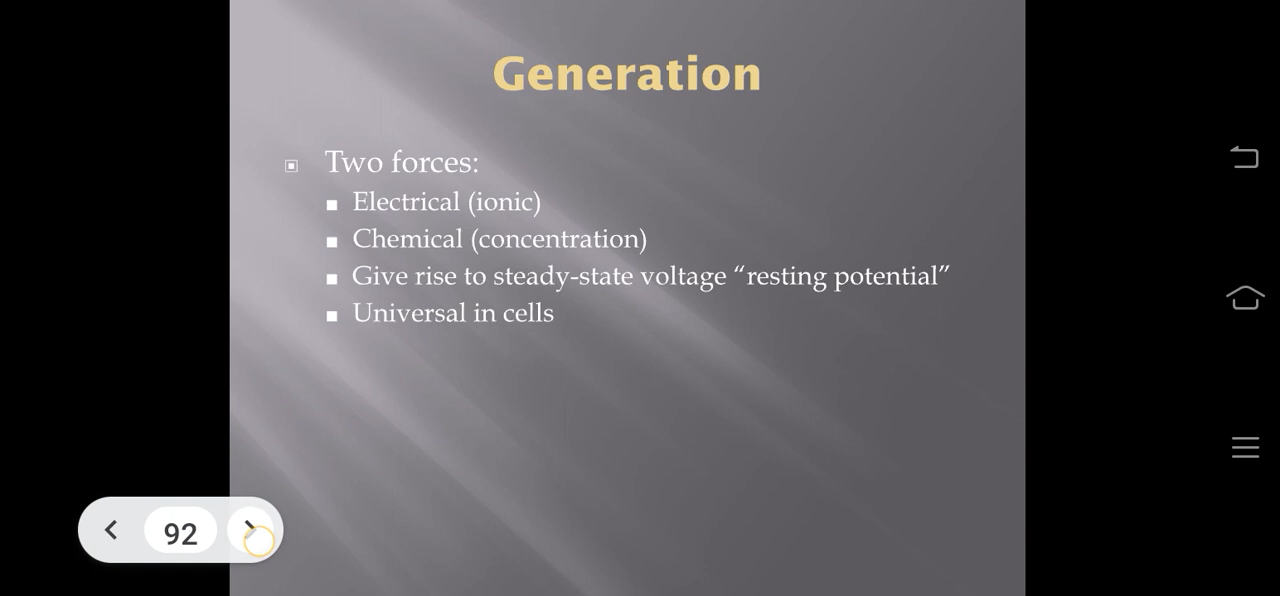 Generation
Two forces:
Electrical (ionic)
Chemical (concentration)
Give rise to steady-state voltage “resting potential”
Universal in cells
92